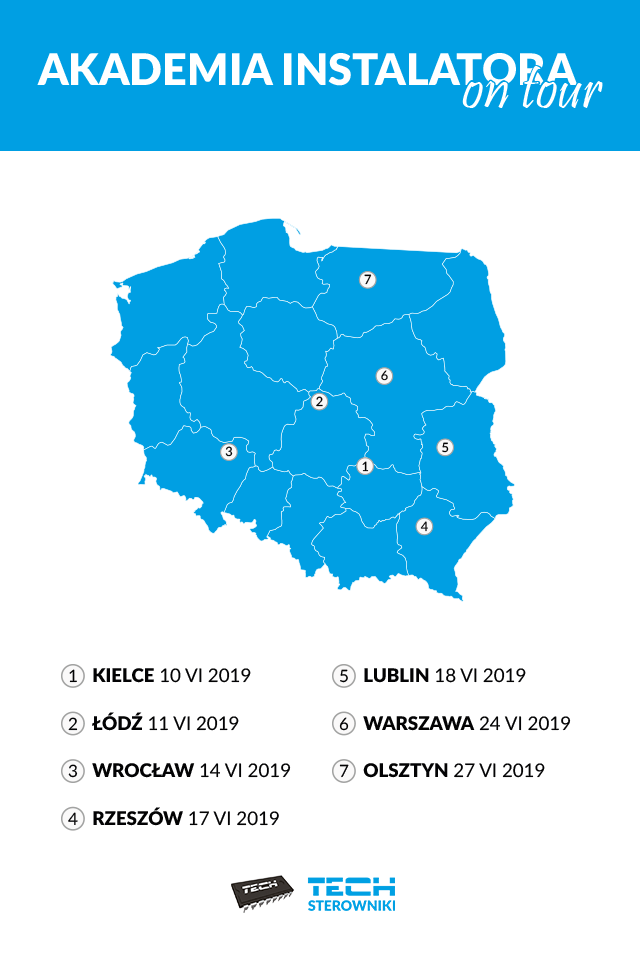 AKADEMIA INSTALATORA
on tour
7
6
2
3
5
1
4
1 KIELCE 10 VI 2019
2 ŁÓDŹ 11 VI 2019
3 WROCŁAW 14 VI 2019
4 RZESZÓW 17 VI 2019
5 LUBLIN 18 VI 2019
6 WARSZAWA 24 VI 2019
7 OLSZTYN 27 VI 2019
TECH
TECH
STEROWNIKI